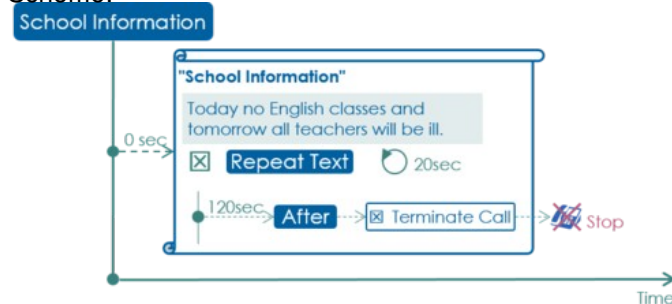 Scheme:
School Information
"School Information"
Today no English classes and
tomorrow all teachers will be ill.
0 sec
Repeat Text
20sec
120sec
After
Terminate Call
Stop
Time